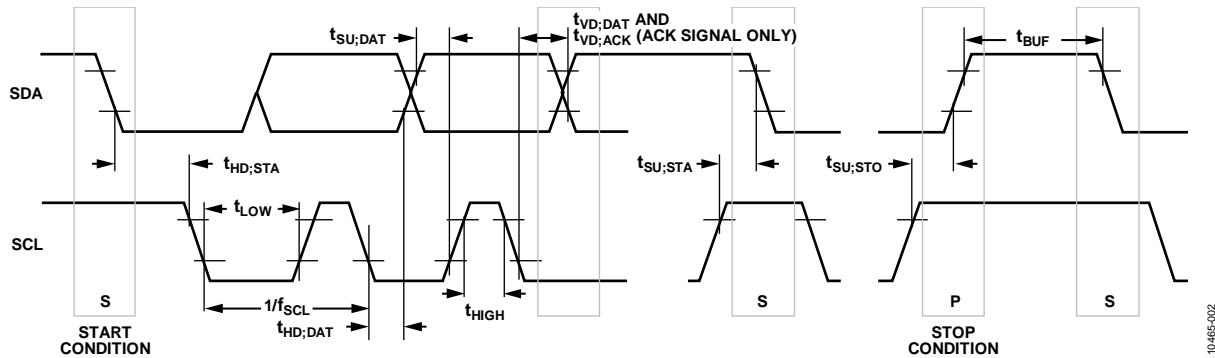 tSU;DAT
tVD;DAT AND
tVD;ACK (ACK SIGNAL ONLY)
tBUF
SDA
tHD;STA
tSU;STA
tSU;STO
tLOW
SCL
S
1/fSCL
tHIGH
S
P
S
tHD;DAT
START
CONDITION
STOP
CONDITION
10465-002